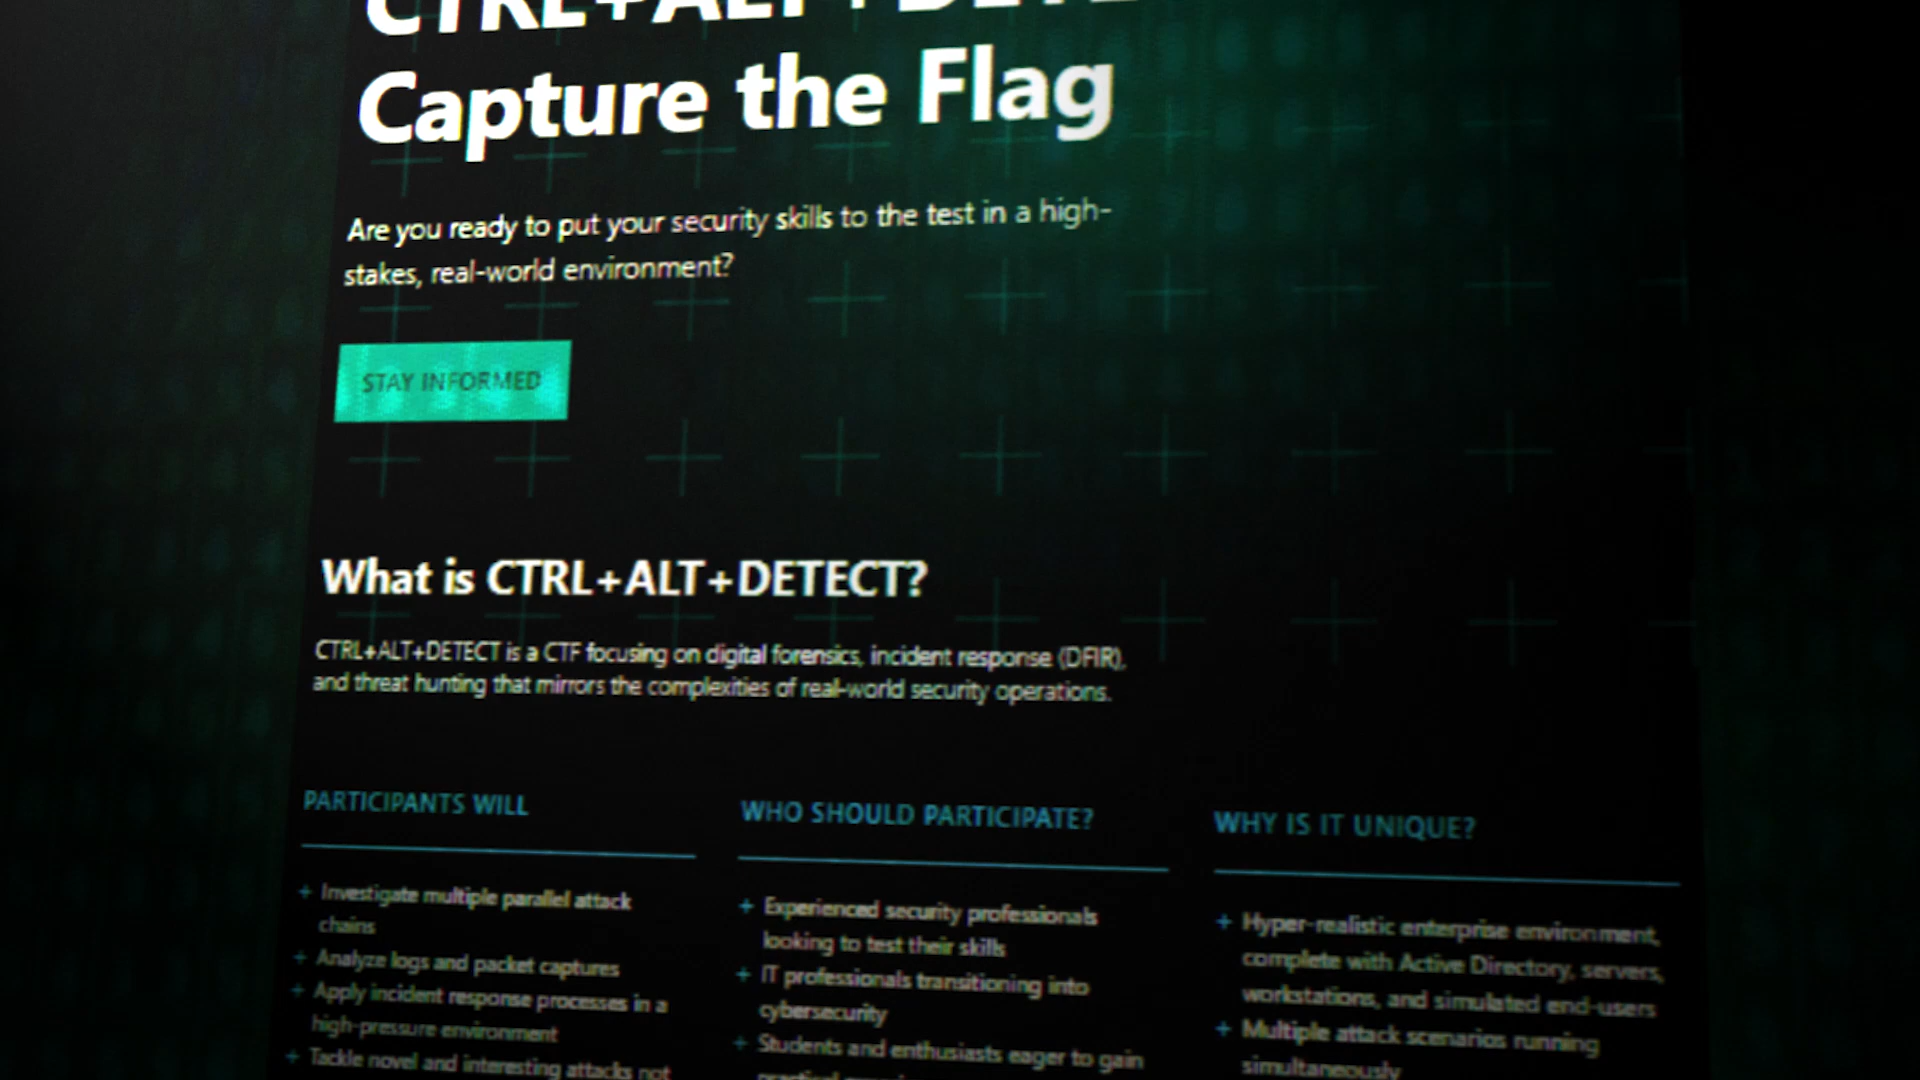 CTRL+ALT+DETE
Capture the Flag
Are you ready to put your security skills to the test in a high-
stakes, real-world environment?
STAY INFORMED
What is CTRL+ALT+DETECT?
CTRL+ALT+DETECT is a CTF focusing on digital forensics, incident response (DFIR),
and threat hunting that mirrors the complexities of real-world security operations.
PARTICIPANTS WILL
+ Investigate multiple parallel attack
chains
+ Analyze logs and packet captures
+ Apply incident response processes in a
high-pressure environment
+ Tackle novel and interesting attacks not
WHO SHOULD PARTICIPATE?
+ Experienced security professionals
looking to test their skills
+ IT professionals transitioning into
cybersecurity
+ Students and enthusiasts eager to gain
WHY IS IT UNIQUE?
+ Hyper-realistic enterprise environment,
complete with Active Directory, servers,
workstations, and simulated end-users
+ Multiple attack scenarios running
simultaneously